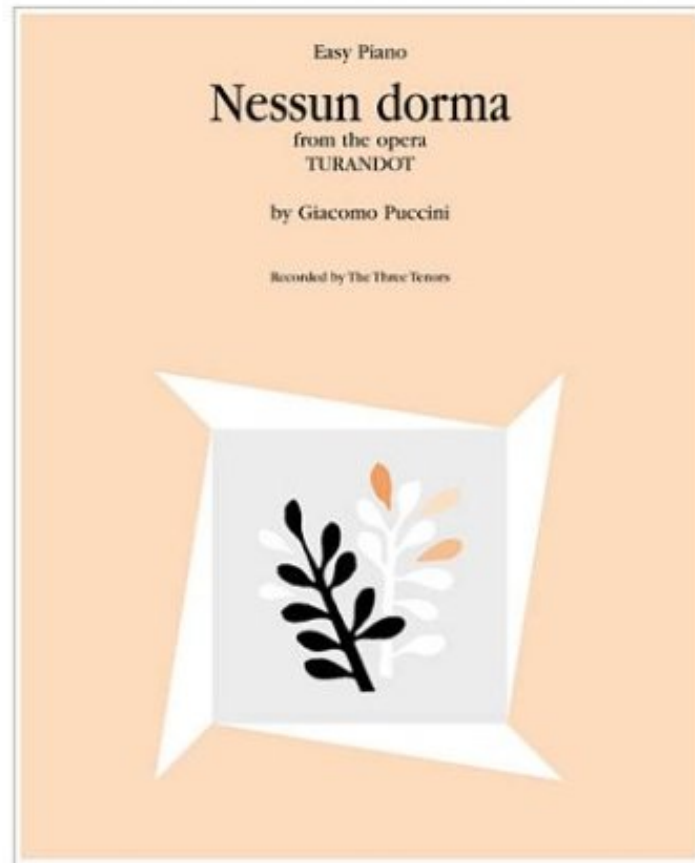 Easy Piano
Nessun dorma
from the opera
TURANDOT
by Giacomo Puccini
Recorded by The Three Tenors